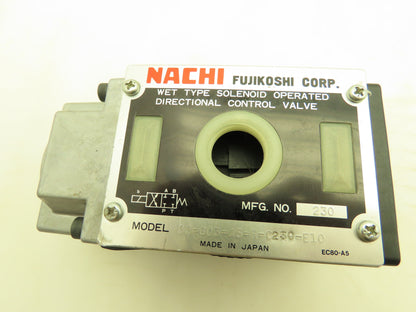 NACHI FUJIKOSHI CORP.
WET TYPE SOLENOID OPERATED
DIRECTIONAL CONTROL VALVE
b A B
P T
MFG. NO. 230
MODEL
MADE IN JAPAN
EC80-A5